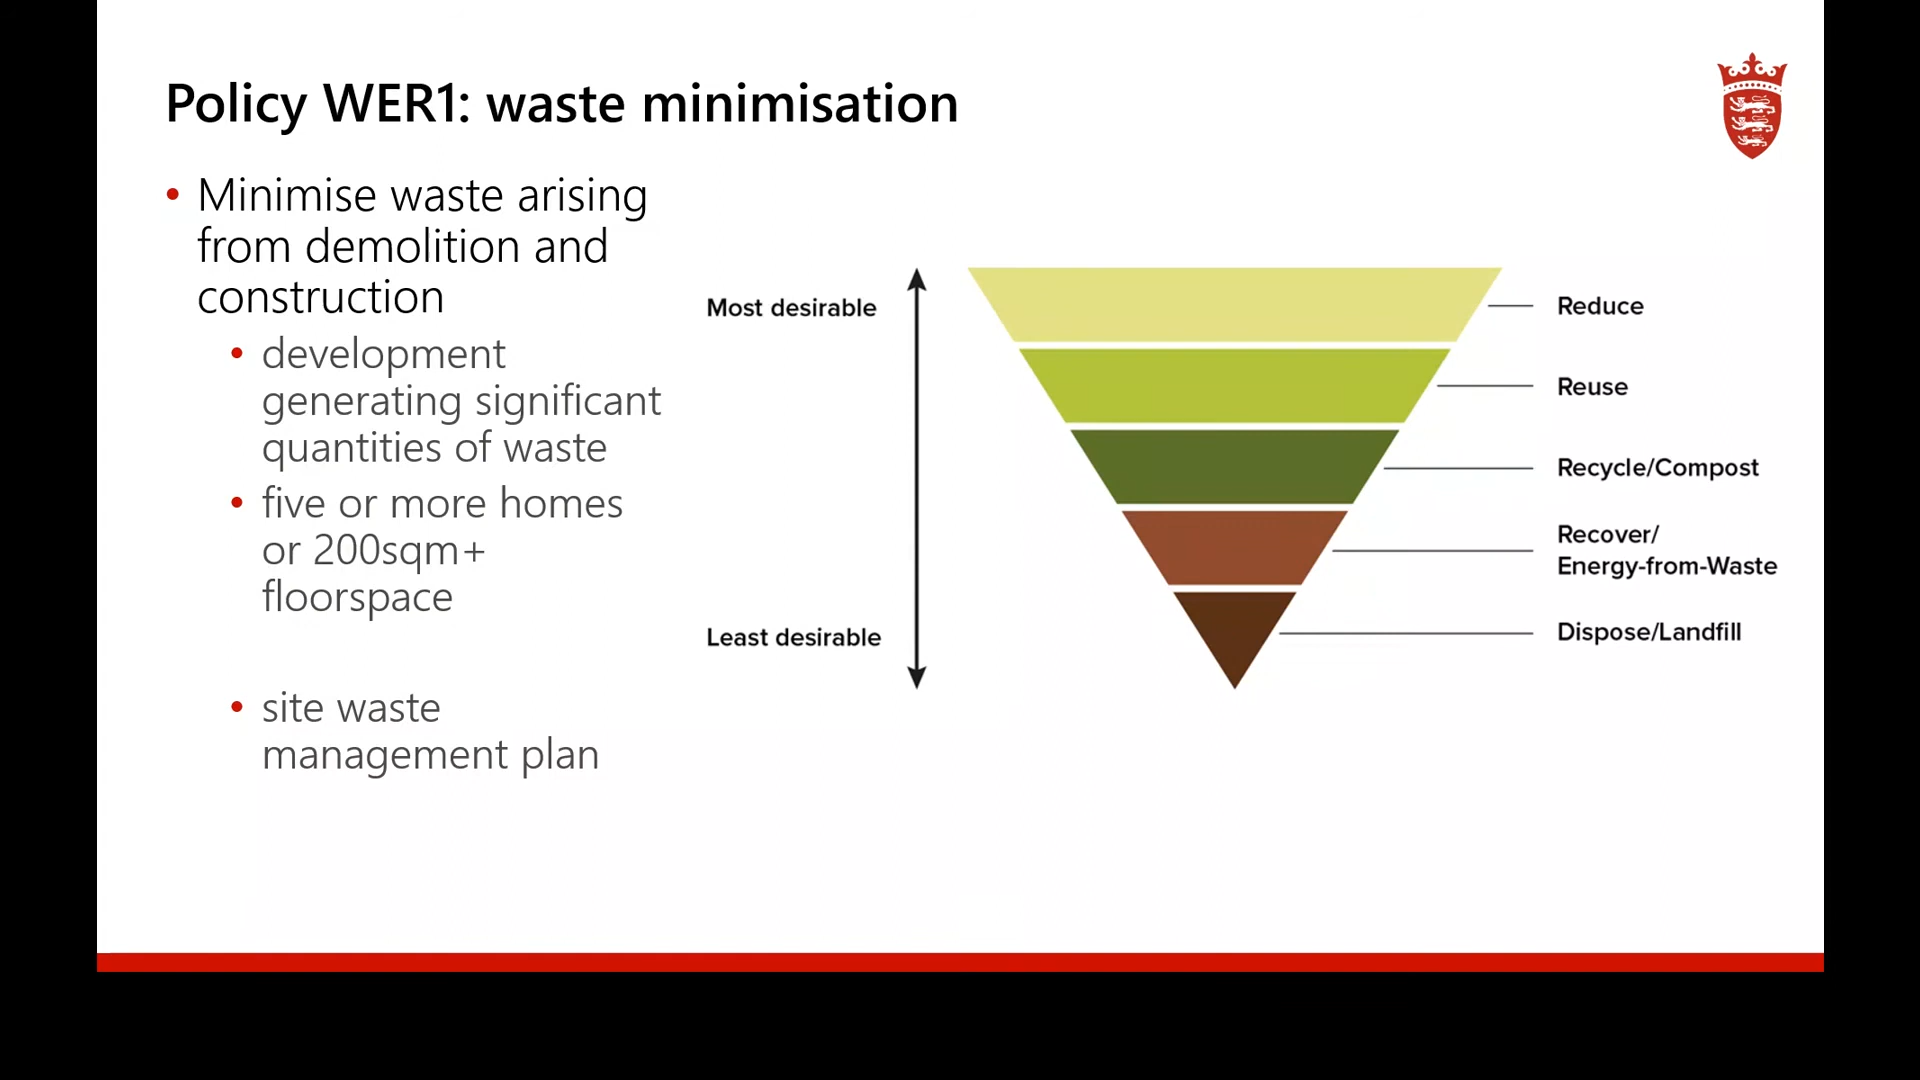 Policy WER1: waste minimisation
• Minimise waste arising
from demolition and
construction
• development
generating significant
quantities of waste
• five or more homes
or 200sqm+
floorspace
• site waste
management plan
Most desirable
Least desirable
Reduce
Reuse
Recycle/Compost
Recover/
Energy-from-Waste
Dispose/Landfill